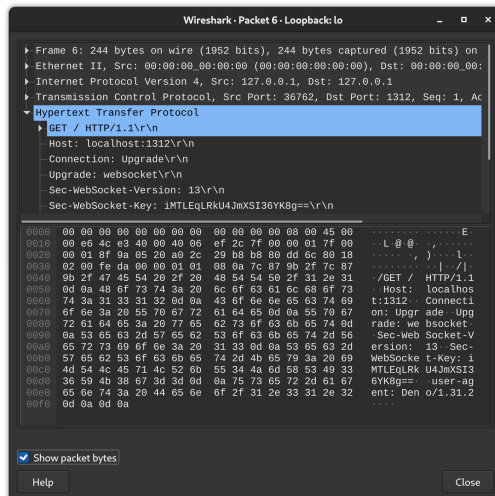 Wireshark · Packet 6 · Loopback: lo
Frame 6: 244 bytes on wire (1952 bits), 244 bytes captured (1952 bits) on
Ethernet II, Src: 00:00:00_00:00:00 (00:00:00:00:00:00), Dst: 00:00:00_00:
Internet Protocol Version 4, Src: 127.0.0.1, Dst: 127.0.0.1
Transmission Control Protocol, Src Port: 36762, Dst Port: 1312, Seq: 1, Ac
Hypertext Transfer Protocol
GET / HTTP/1.1\r\n
Host: localhost:1312\r\n
Connection: Upgrade\r\n
Upgrade: websocket\r\n
Sec-WebSocket-Version: 13\r\n
Sec-WebSocket-Key: iMTLEqLRkU4JmXSI36YK8g==\r\n
0000 00 00 00 00 00 00 00 00 00 00 00 00 08 00 45 00 ········ ······E·
0010 00 e6 4c e3 40 00 40 06 ef 2c 7f 00 00 01 7f 00 ··L·@·@· ·,······
0020 00 01 8f 9a 05 20 a0 2c 29 b8 b8 80 dd 6c 80 18 ····· ·, )····l··
0030 02 00 fe da 00 00 01 01 08 0a 7c 87 9b 2f 7c 87 ········ ··|··/|·
0040 9b 2f 47 45 54 20 2f 20 48 54 54 50 2f 31 2e 31 ·/GET / HTTP/1.1
0050 0d 0a 48 6f 73 74 3a 20 6c 6f 63 61 6c 68 6f 73 ··Host: localhos
0060 74 3a 31 33 31 32 0d 0a 43 6f 6e 6e 65 63 74 69 t:1312·· Connecti
0070 6f 6e 3a 20 55 70 67 72 61 64 65 0d 0a 55 70 67 on: Upgr ade··Upg
0080 72 61 64 65 3a 20 77 65 62 73 6f 63 6b 65 74 0d rade: we bsocket·
0090 0a 53 65 63 2d 57 65 62 53 6f 63 6b 65 74 2d 56 ·Sec-Web Socket-V
00a0 65 72 73 69 6f 6e 3a 20 31 33 0d 0a 53 65 63 2d ersion: 13··Sec-
00b0 57 65 62 53 6f 63 6b 65 74 2d 4b 65 79 3a 20 69 WebSocke t-Key: i
00c0 4d 54 4c 45 71 4c 52 6b 55 34 4a 6d 58 53 49 33 MTLEqLRk U4JmXSI3
00d0 36 59 4b 38 67 3d 3d 0d 0a 75 73 65 72 2d 61 67 6YK8g==· ·user-ag
00e0 65 6e 74 3a 20 44 65 6e 6f 2f 31 2e 33 31 2e 32 ent: Den o/1.31.2
00f0 0d 0a 0d 0a ····
Show packet bytes
Help
Close